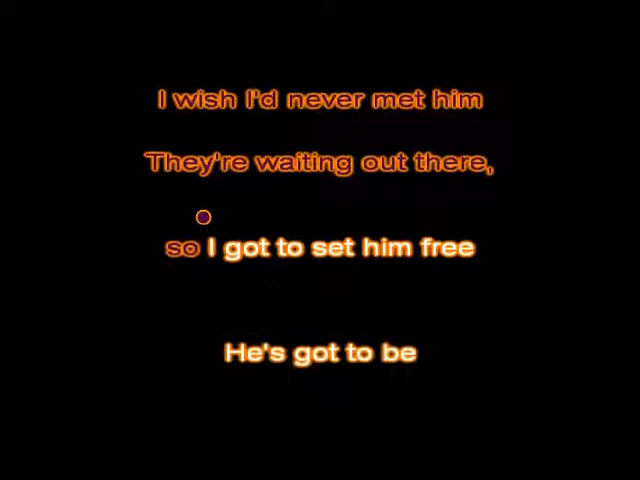 I wish I'd never met him
They're waiting out there,
so I got to set him free
He's got to be